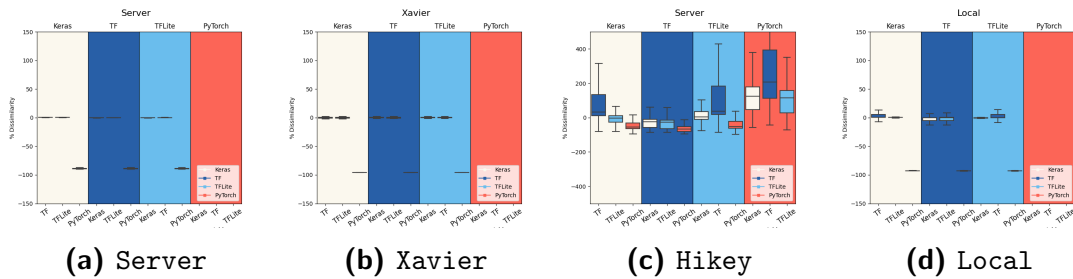 Server
Keras TF TFLite PyTorch
150
100
50
0
−50
−100
−150
% Dissimilarity
TF TFLite PyTorch Keras TFLite PyTorch Keras TF PyTorch Keras TF TFLite
Keras
TF
TFLite
PyTorch
(a) Server
Xavier
Keras TF TFLite PyTorch
150
100
50
0
−50
−100
−150
% Dissimilarity
TF TFLite PyTorch Keras TFLite PyTorch Keras TF PyTorch Keras TF TFLite
Keras
TF
TFLite
PyTorch
(b) Xavier
Server
Keras TF TFLite PyTorch
400
200
0
−200
−400
% Dissimilarity
TF TFLite PyTorch Keras TFLite PyTorch Keras TF PyTorch Keras TF TFLite
Keras
TF
TFLite
PyTorch
(c) Hikey
Local
Keras TF TFLite PyTorch
150
100
50
0
−50
−100
−150
% Dissimilarity
TF TFLite PyTorch Keras TFLite PyTorch Keras TF PyTorch Keras TF TFLite
Keras
TF
TFLite
PyTorch
(d) Local